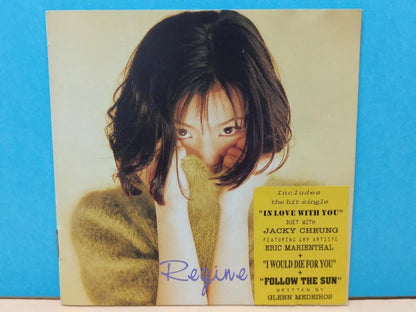 Regine
Includes
the hit single
"IN LOVE WITH YOU"
DUET WITH
JACKY CHEUNG
FEATURING GRP ARTISTE
ERIC MARIENTHAL
+
"I WOULD DIE FOR YOU"
+
"FOLLOW THE SUN"
WRITTEN BY
GLENN MEDEIROS